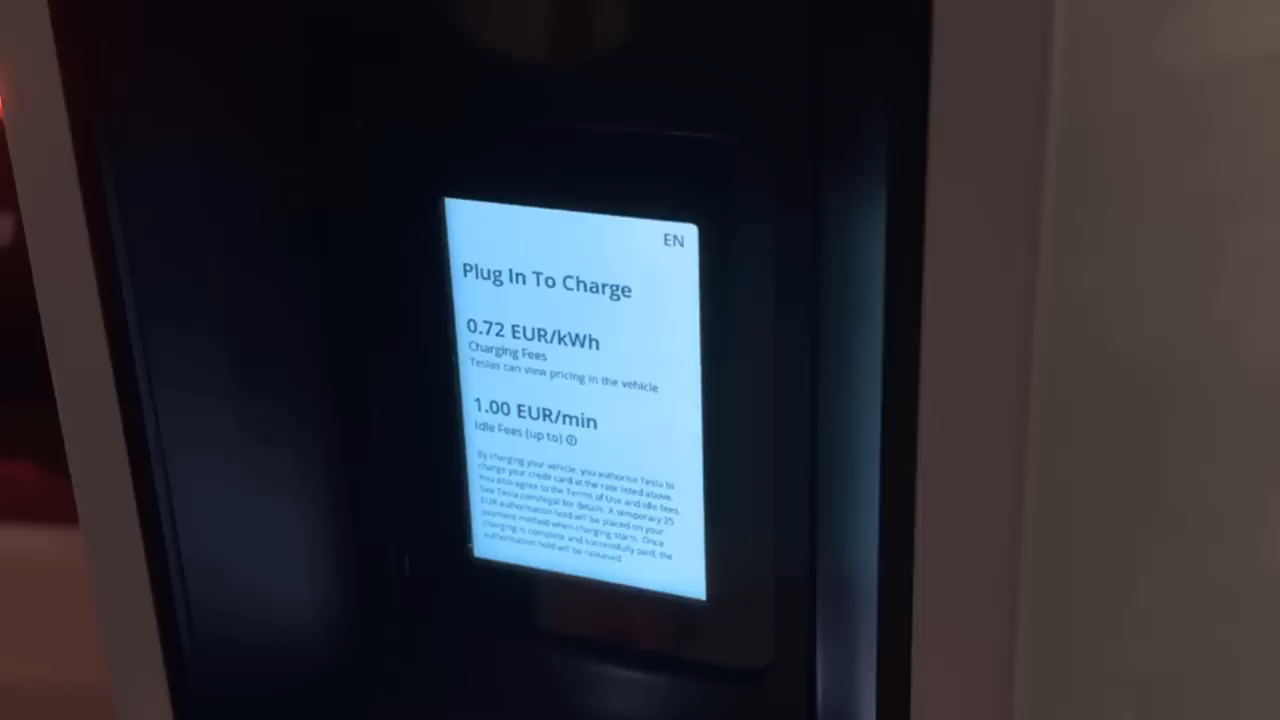 EN
Plug In To Charge
0.72 EUR/kWh
Charging Fees
Teslas can view pricing in the vehicle
1.00 EUR/min
Idle Fees (up to) ⓘ
By charging your vehicle, you authorise Tesla to
charge your credit card at the rate listed above.
You also agree to the Terms of Use and Idle fees.
See Tesla.com/legal for details. A temporary 25
EUR authorisation hold will be placed on your
payment method when charging starts. Once
charging is complete and successfully paid, the
authorisation hold will be released.